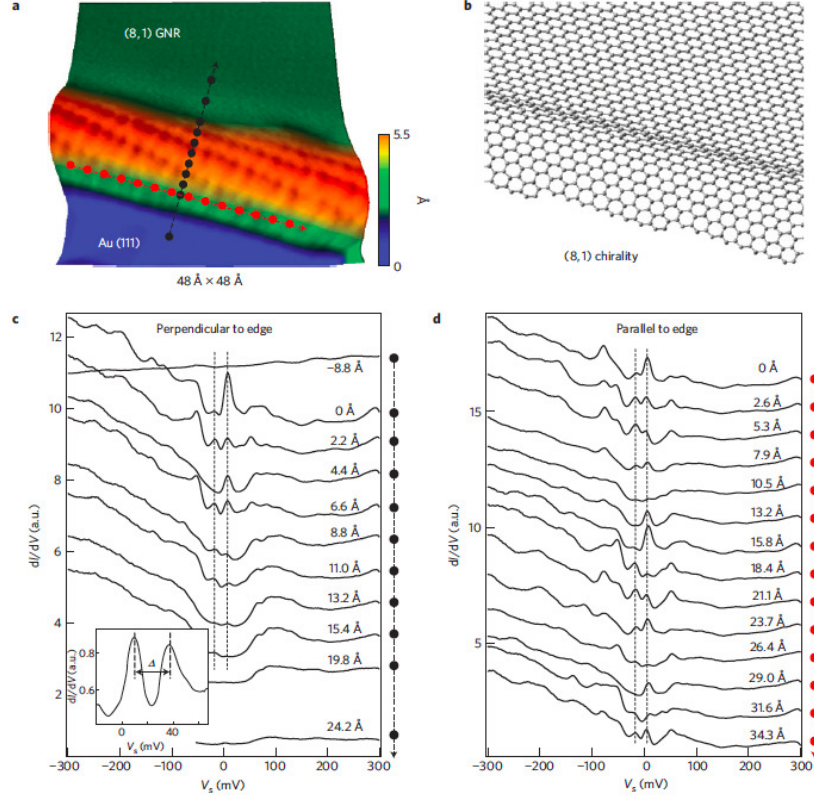 a
(8,1) GNR
5.5
Å
0
Au (111)
48 Å × 48 Å
b
(8,1) chirality
c
Perpendicular to edge
12
10
8
6
4
2
dI/dV (a.u.)
−8.8 Å
0 Å
2.2 Å
4.4 Å
6.6 Å
8.8 Å
11.0 Å
13.2 Å
15.4 Å
19.8 Å
24.2 Å
0.8
0.6
dI/dV (a.u.)
Δ
0 40
Vs (mV)
−300 −200 −100 0 100 200 300
Vs (mV)
d
Parallel to edge
15
10
5
dI/dV (a.u.)
0 Å
2.6 Å
5.3 Å
7.9 Å
10.5 Å
13.2 Å
15.8 Å
18.4 Å
21.1 Å
23.7 Å
26.4 Å
29.0 Å
31.6 Å
34.3 Å
−300 −200 −100 0 100 200 300
Vs (mV)